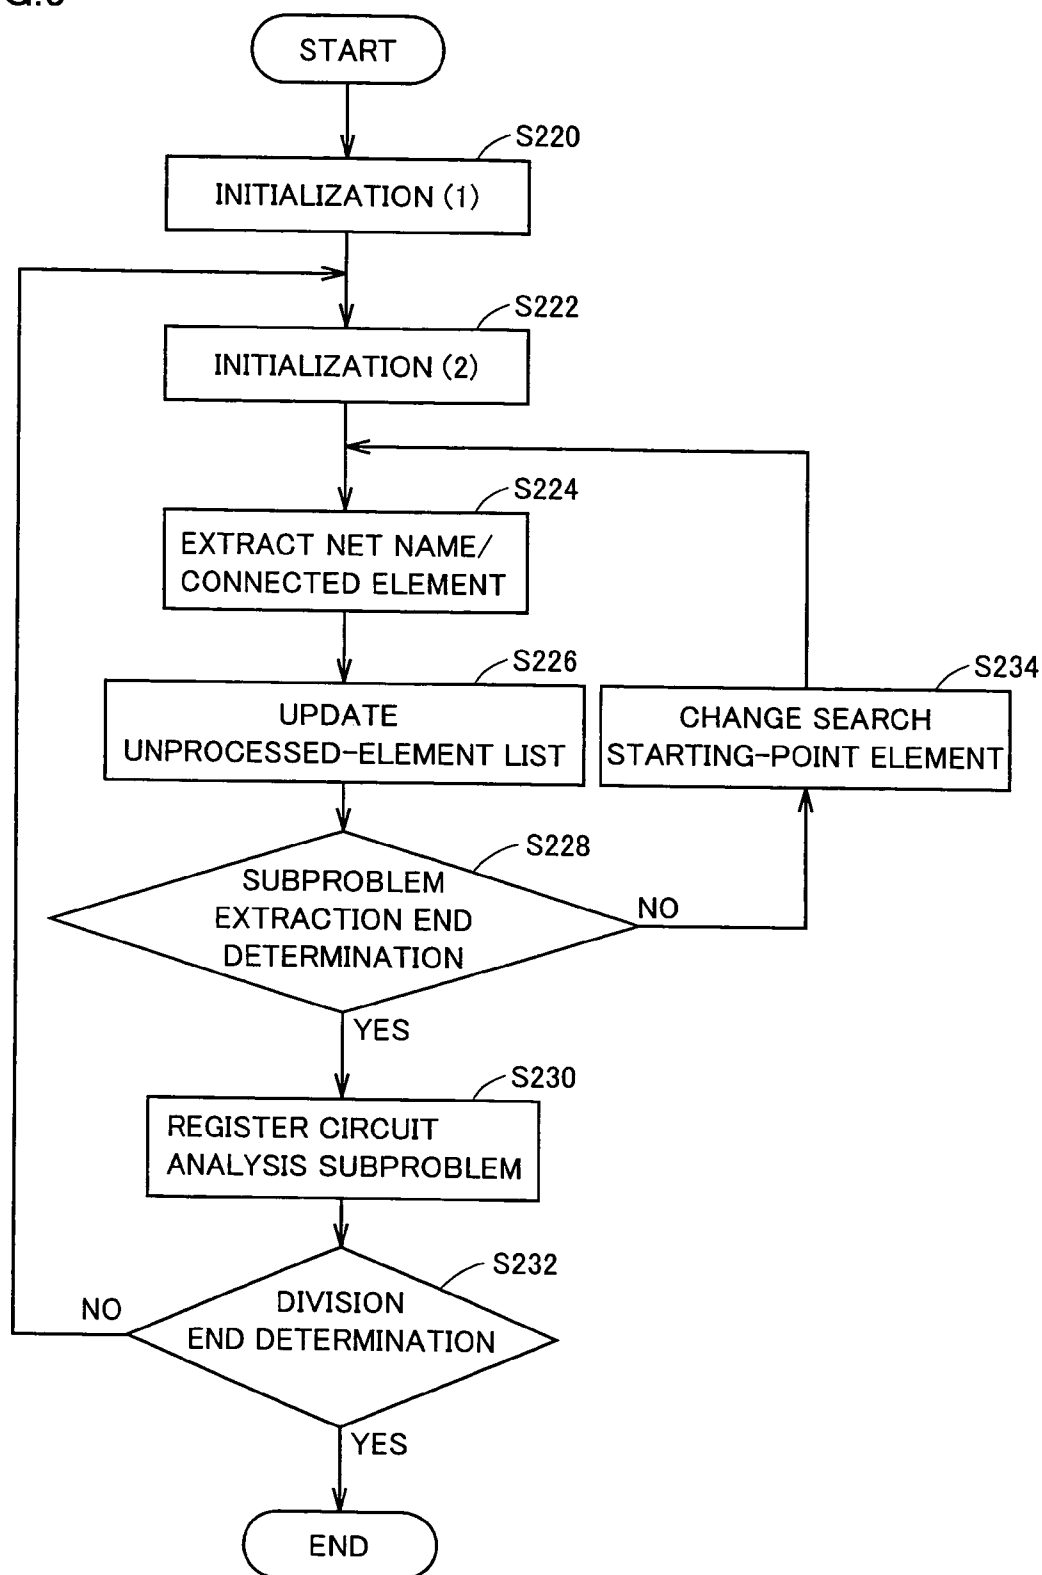 START
S220
INITIALIZATION (1)
S222
INITIALIZATION (2)
S224
EXTRACT NET NAME/
CONNECTED ELEMENT
S226
UPDATE
UNPROCESSED-ELEMENT LIST
S234
CHANGE SEARCH
STARTING-POINT ELEMENT
S228
SUBPROBLEM
EXTRACTION END
DETERMINATION
NO
YES
S230
REGISTER CIRCUIT
ANALYSIS SUBPROBLEM
S232
DIVISION
END DETERMINATION
NO
YES
END